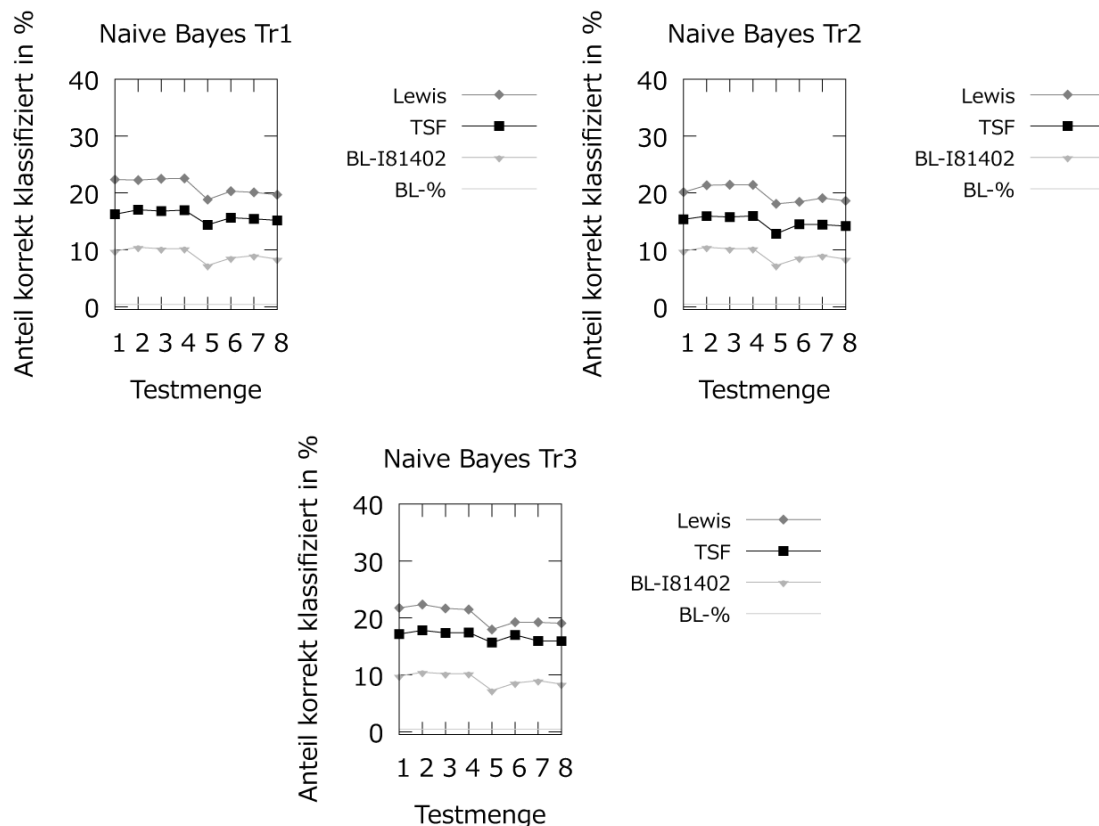 Naive Bayes Tr1
Anteil korrekt klassifiziert in %
40
30
20
10
0
1 2 3 4 5 6 7 8
Testmenge
Lewis
TSF
BL-I81402
BL-%
Naive Bayes Tr2
Anteil korrekt klassifiziert in %
40
30
20
10
0
1 2 3 4 5 6 7 8
Testmenge
Lewis
TSF
BL-I81402
BL-%
Naive Bayes Tr3
Anteil korrekt klassifiziert in %
40
30
20
10
0
1 2 3 4 5 6 7 8
Testmenge
Lewis
TSF
BL-I81402
BL-%